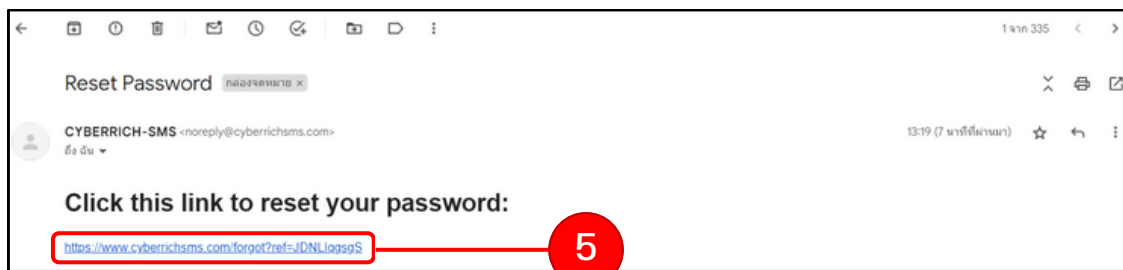 1 จาก 335
Reset Password กล่องจดหมาย ×
CYBERRICH-SMS <noreply@cyberrichsms.com> 13:19 (7 นาทีที่ผ่านมา)
ถึง ฉัน
Click this link to reset your password:
https://www.cyberrichsms.com/forgot?ref=JDNLIqgsgS
5